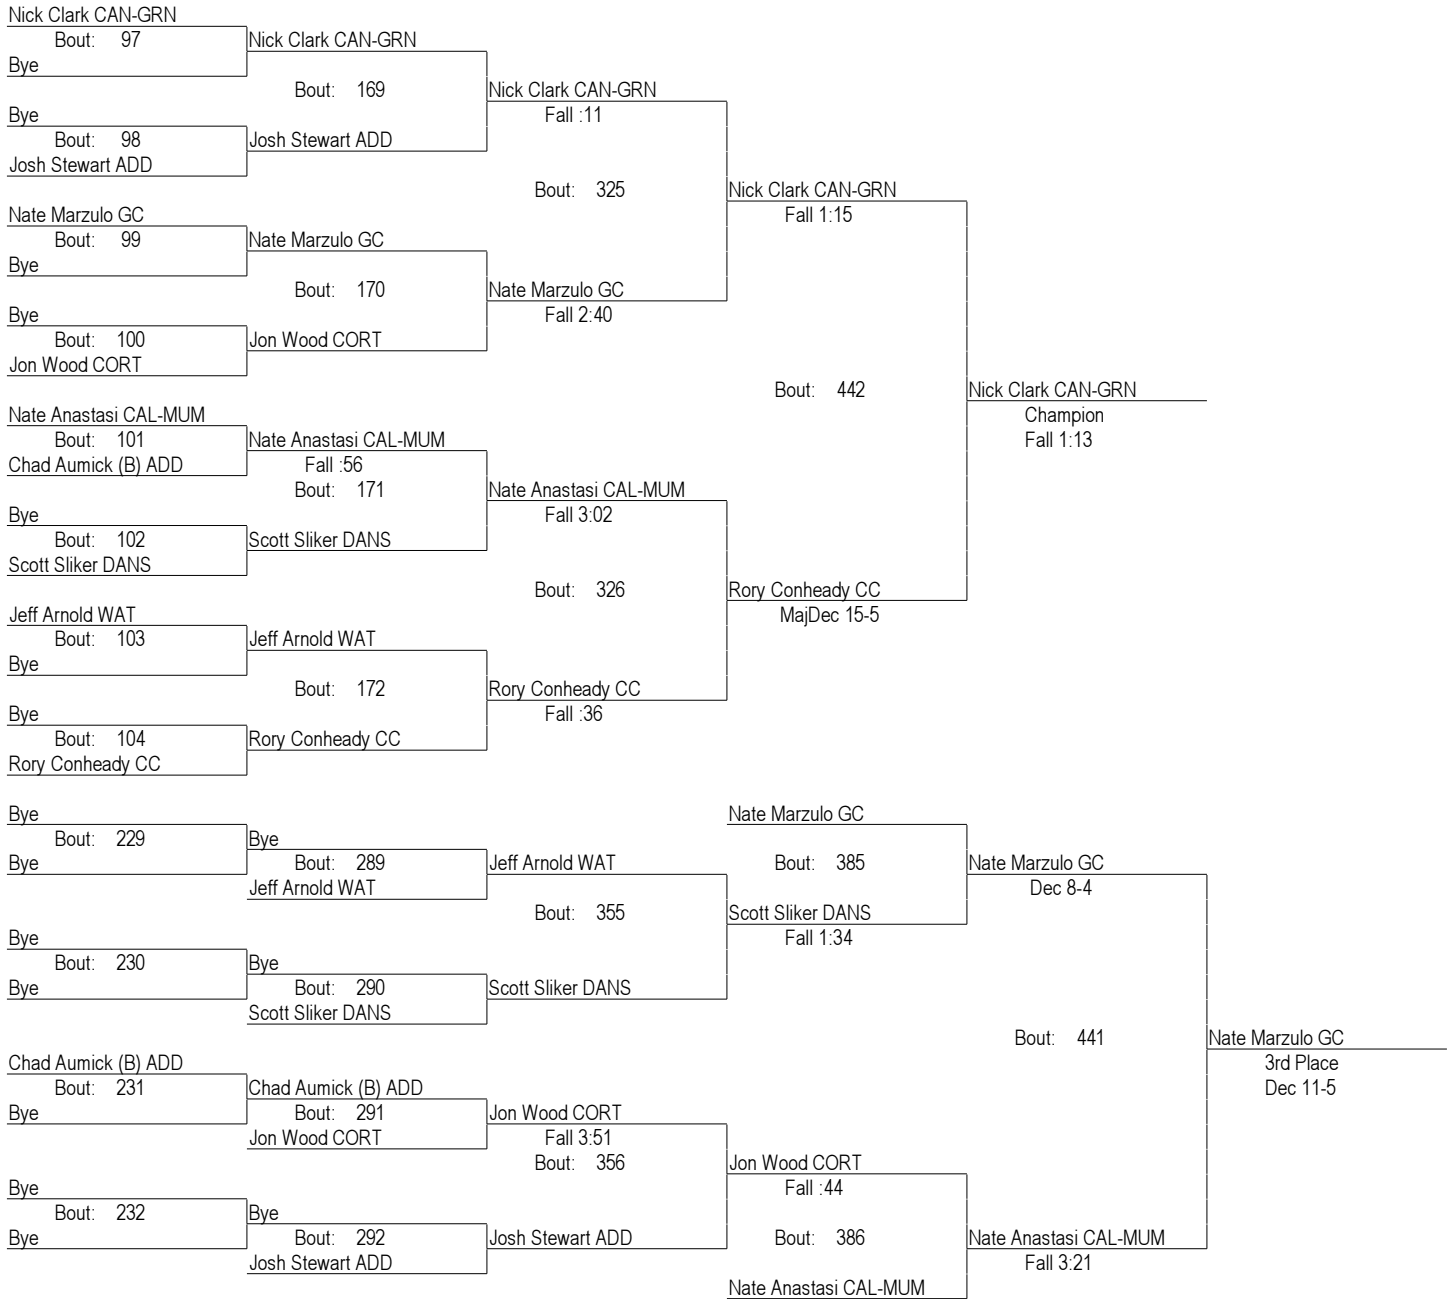 Nick Clark CAN-GRN
Bout: 97 Nick Clark CAN-GRN
Bye
Bout: 169 Nick Clark CAN-GRN
Bye Fall :11
Bout: 98 Josh Stewart ADD
Josh Stewart ADD
Bout: 325 Nick Clark CAN-GRN
Nate Marzulo GC Fall 1:15
Bout: 99 Nate Marzulo GC
Bye
Bout: 170 Nate Marzulo GC
Bye Fall 2:40
Bout: 100 Jon Wood CORT
Jon Wood CORT
Bout: 442 Nick Clark CAN-GRN
Nate Anastasi CAL-MUM Champion
Bout: 101 Nate Anastasi CAL-MUM Fall 1:13
Chad Aumick (B) ADD Fall :56
Bout: 171 Nate Anastasi CAL-MUM
Bye Fall 3:02
Bout: 102 Scott Sliker DANS
Scott Sliker DANS
Bout: 326 Rory Conheady CC
Jeff Arnold WAT MajDec 15-5
Bout: 103 Jeff Arnold WAT
Bye
Bout: 172 Rory Conheady CC
Bye Fall :36
Bout: 104 Rory Conheady CC
Rory Conheady CC
Bye Nate Marzulo GC
Bout: 229 Bye
Bye Bout: 289 Jeff Arnold WAT Bout: 385 Nate Marzulo GC
Jeff Arnold WAT Dec 8-4
Bout: 355 Scott Sliker DANS
Bye Fall 1:34
Bout: 230 Bye
Bye Bout: 290 Scott Sliker DANS
Scott Sliker DANS
Bout: 441 Nate Marzulo GC
Chad Aumick (B) ADD 3rd Place
Bout: 231 Chad Aumick (B) ADD Dec 11-5
Bye Bout: 291 Jon Wood CORT
Jon Wood CORT Fall 3:51
Bout: 356 Jon Wood CORT
Bye Fall :44
Bout: 232 Bye
Bye Bout: 292 Josh Stewart ADD Bout: 386 Nate Anastasi CAL-MUM
Josh Stewart ADD Fall 3:21
Nate Anastasi CAL-MUM